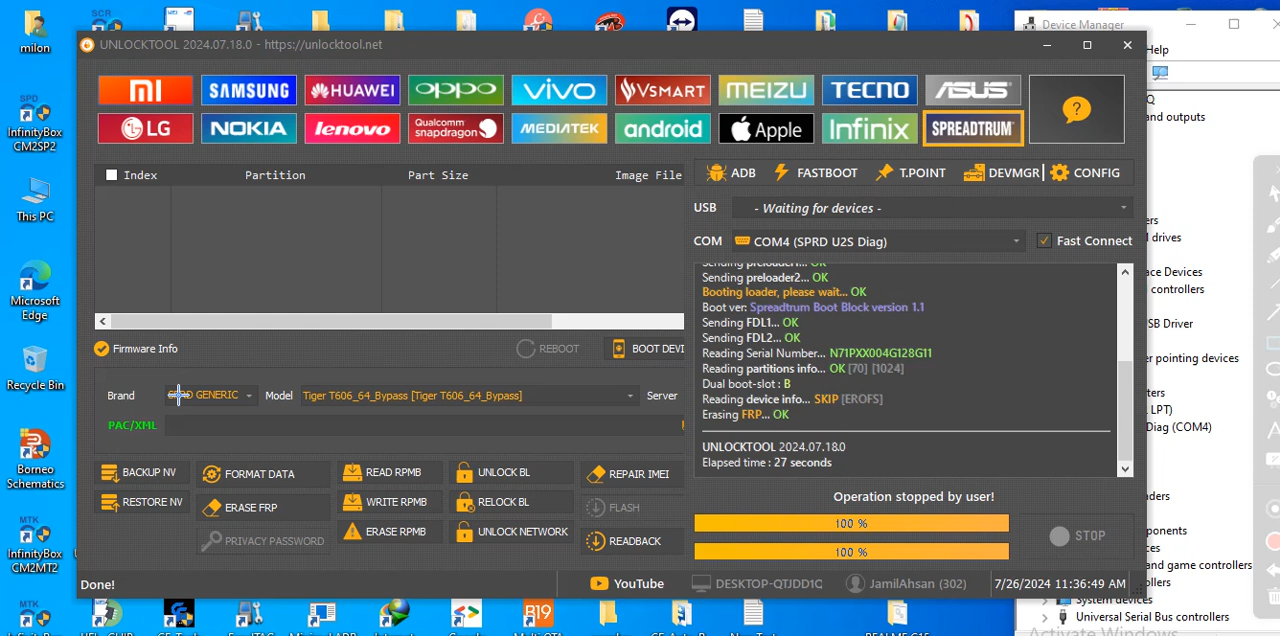 SCR
milon
SPD
InfinityBox
CM2SP2
This PC
Microsoft
Edge
Recycle Bin
Borneo
Schematics
MTK
InfinityBox
CM2MT2
MTK
UNLOCKTOOL 2024.07.18.0 - https://unlocktool.net
Device Manager
Help
MI SAMSUNG HUAWEI OPPO vivo VSMART MEIZU TECNO ASUS
LG NOKIA lenovo Qualcomm snapdragon MEDIATEK android Apple Infinix SPREADTRUM
Index Partition Part Size Image File
ADB FASTBOOT T.POINT DEVMGR CONFIG
USB - Waiting for devices -
COM COM4 (SPRD U2S Diag) Fast Connect
Sending preloader1... OK
Sending preloader2... OK
Booting loader, please wait... OK
Boot ver: Spreadtrum Boot Block version 1.1
Sending FDL1... OK
Sending FDL2... OK
Reading Serial Number... N71PXX004G128G11
Reading partitions info... OK [70] [1024]
Dual boot-slot : B
Reading device info... SKIP [EROFS]
Erasing FRP... OK
UNLOCKTOOL 2024.07.18.0
Elapsed time : 27 seconds
Firmware Info REBOOT BOOT DEVI
Brand SPRD GENERIC Model Tiger T606_64_Bypass [Tiger T606_64_Bypass] Server
PAC/XML
BACKUP NV FORMAT DATA READ RPMB UNLOCK BL REPAIR IMEI
RESTORE NV ERASE FRP WRITE RPMB RELOCK BL FLASH
PRIVACY PASSWORD ERASE RPMB UNLOCK NETWORK READBACK
Operation stopped by user!
100 %
100 %
STOP
Done! YouTube DESKTOP-QTJDD1C JamilAhsan (302) 7/26/2024 11:36:49 AM
and outputs
M drives
ace Devices
controllers
SB Driver
er pointing devices
LPT)
Diag (COM4)
and game controllers
System devices
Universal Serial Bus controllers
Activate Windows
R19